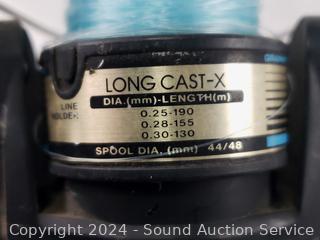 LONG CAST-X
DIA.(mm)-LENGTH(m)
LINE
HOLDER
0.25-190
0.28-155
0.30-130
SPOOL DIA. (mm) 44/48
Copyright 2024 - Sound Auction Service